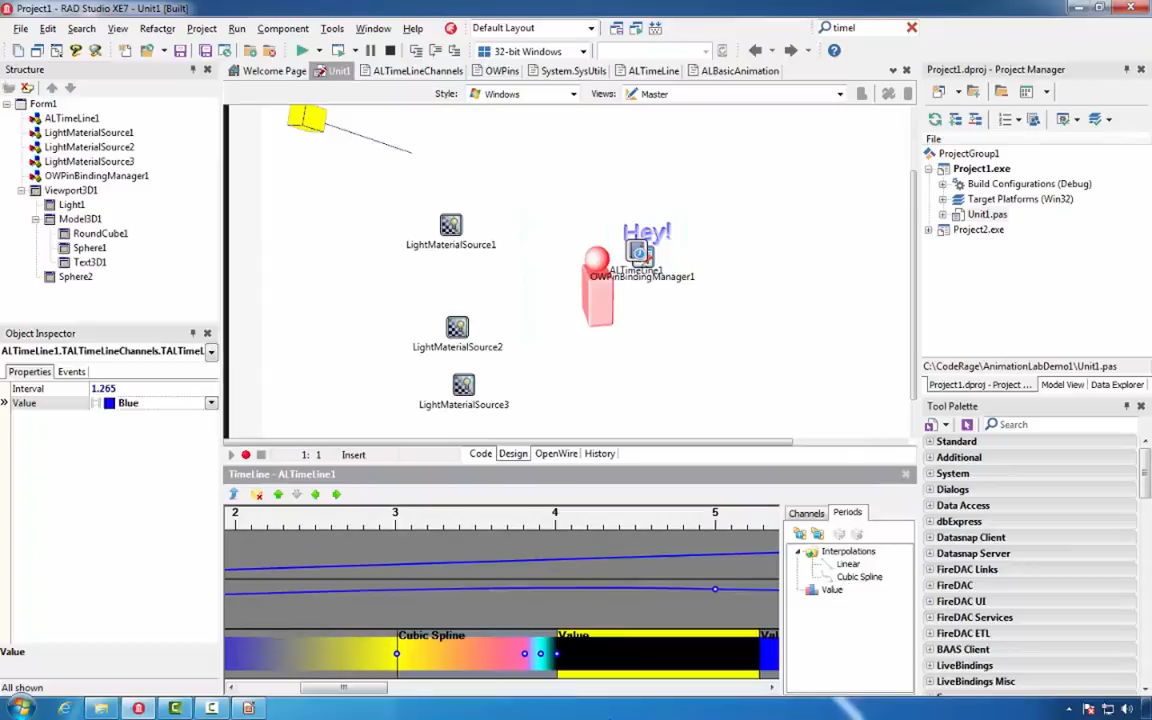 Project1 - RAD Studio XE7 - Unit1 [Built]
File Edit Search View Refactor Project Run Component Tools Window Help
Default Layout
timel
32-bit Windows
Structure
Welcome Page Unit1 ALTimeLineChannels OWPins System.SysUtils ALTimeLine ALBasicAnimation
Style: Windows Views: Master
Form1
ALTimeLine1
LightMaterialSource1
LightMaterialSource2
LightMaterialSource3
OWPinBindingManager1
Viewport3D1
Light1
Model3D1
RoundCube1
Sphere1
Text3D1
Sphere2
Object Inspector
ALTimeLine1.TALTimeLineChannels.TALTimeL
Properties Events
Interval 1.265
Value Blue
Value
All shown
LightMaterialSource1
Hey!
ALTimeLine1
OWPinBindingManager1
LightMaterialSource2
LightMaterialSource3
1: 1 Insert Code Design OpenWire History
TimeLine - ALTimeLine1
2 3 4 5
Cubic Spline Value Val
Channels Periods
Interpolations
Linear
Cubic Spline
Value
Project1.dproj - Project Manager
File
ProjectGroup1
Project1.exe
Build Configurations (Debug)
Target Platforms (Win32)
Unit1.pas
Project2.exe
C:\CodeRage\AnimationLabDemo1\Unit1.pas
Project1.dproj - Project ... Model View Data Explorer
Tool Palette
Search
Standard
Additional
System
Dialogs
Data Access
dbExpress
Datasnap Client
Datasnap Server
FireDAC Links
FireDAC
FireDAC UI
FireDAC Services
FireDAC ETL
BAAS Client
LiveBindings
LiveBindings Misc
System